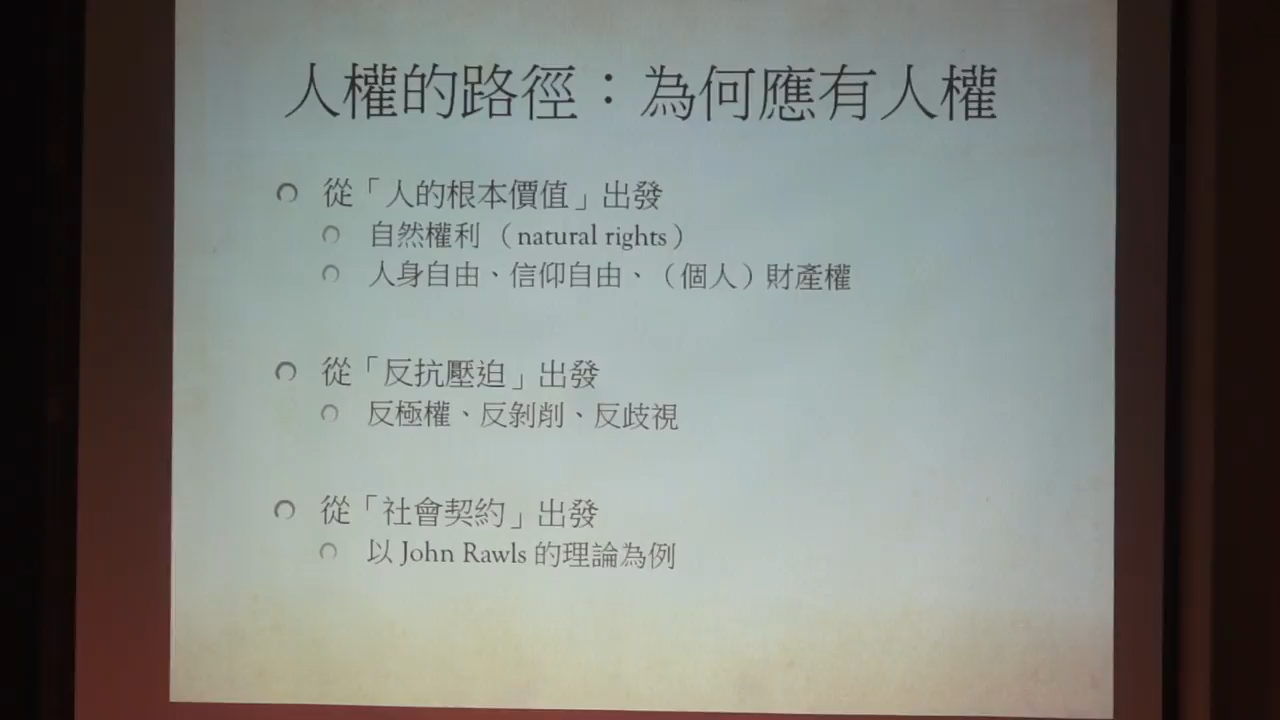 人權的路徑：為何應有人權
從「人的根本價值」出發
自然權利（natural rights）
人身自由、信仰自由、（個人）財產權
從「反抗壓迫」出發
反極權、反剝削、反歧視
從「社會契約」出發
以 John Rawls 的理論為例